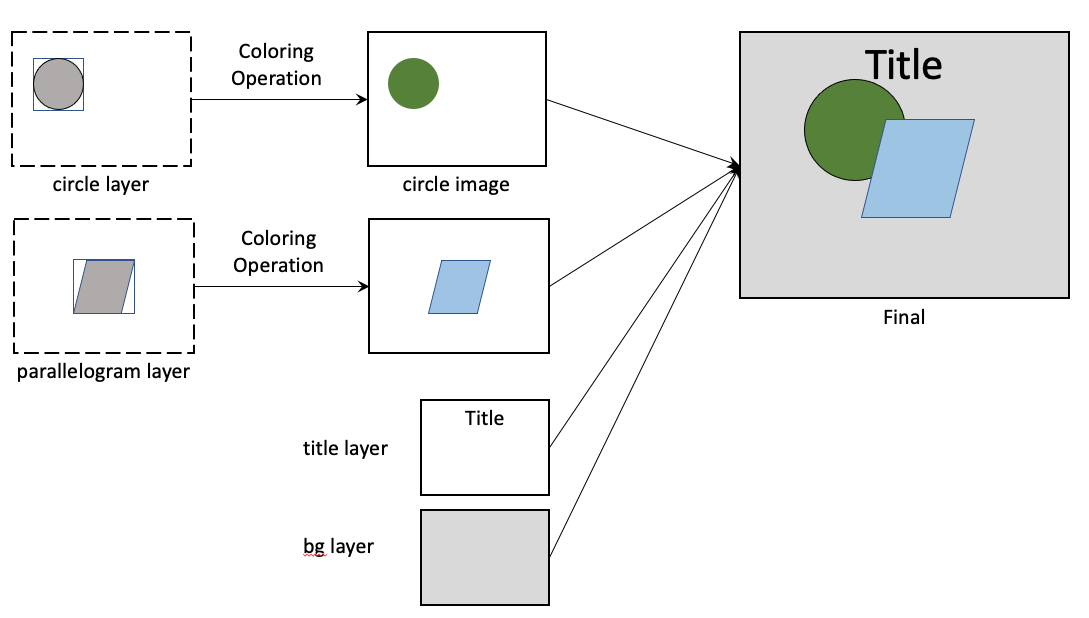 Coloring
Operation
Title
circle layer
circle image
Coloring
Operation
Final
parallelogram layer
Title
title layer
bg layer